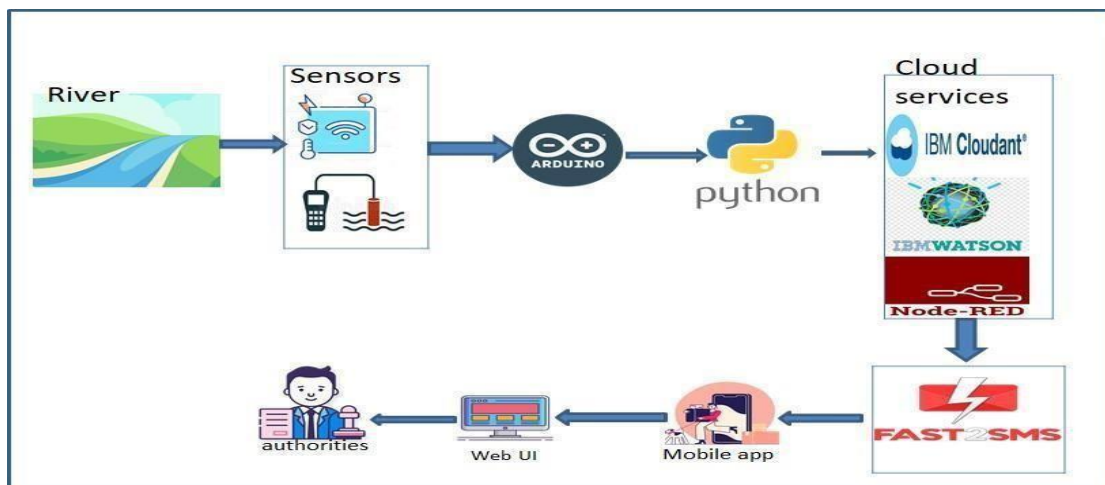 River
Sensors
ARDUINO
python
Cloud
services
IBM Cloudant®
IBMWATSON
Node-RED
FAST2SMS
Mobile app
Web UI
authorities